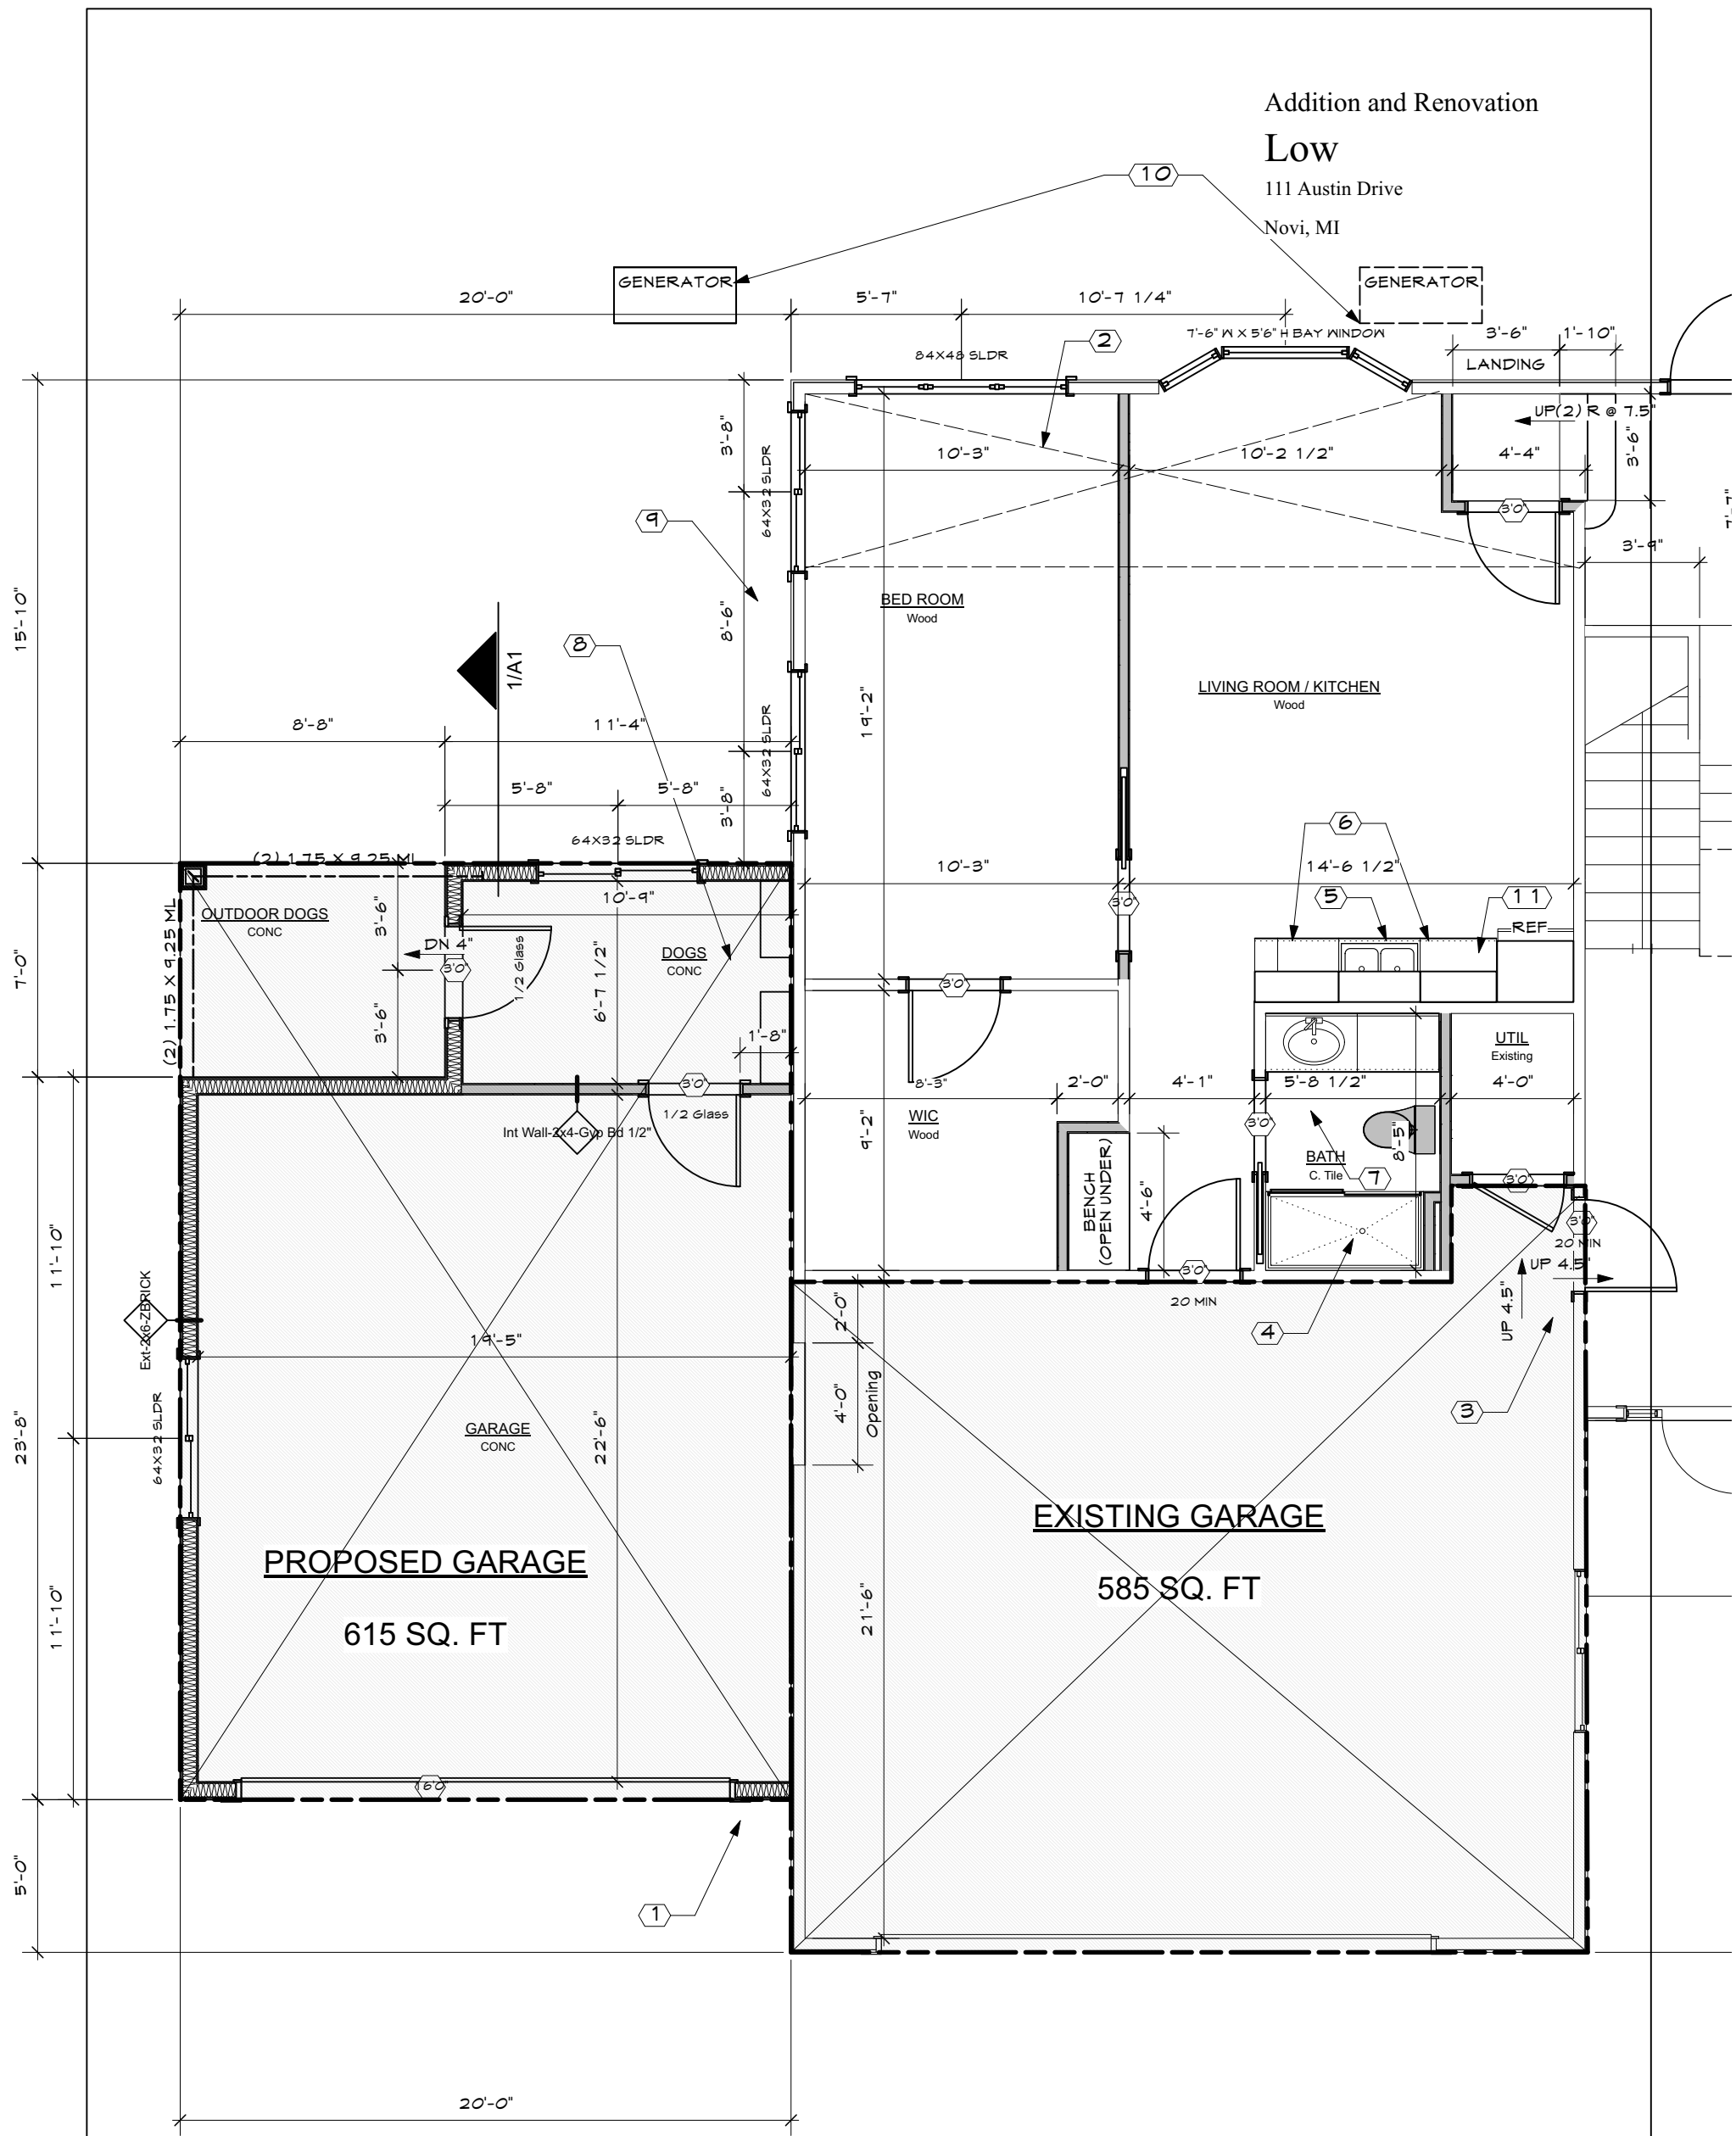 Addition and Renovation
Low
111 Austin Drive
Novi, MI
10
GENERATOR
GENERATOR
20'-0"
5'-7"
10'-7 1/4"
7'-6" W X 5'6" H BAY WINDOW
3'-6"
1'-10"
84X48 SLDR
2
LANDING
UP(2) R @ 7.5"
3'-8"
64X32 SLDR
10'-3"
10'-2 1/2"
4'-4"
3'-6"
7'-7"
9
3'0"
3'-9"
15'-10"
8'-6"
BED ROOM
Wood
8
1/A1
LIVING ROOM / KITCHEN
Wood
19'-2"
8'-8"
11'-4"
64X32 SLDR
5'-8"
5'-8"
3'-8"
64X32 SLDR
6
(2) 1.75 X 9.25 ML
10'-3"
14'-6 1/2"
10'-9"
5
11
3'0"
OUTDOOR DOGS
CONC
3'-6"
REF
DN 4"
DOGS
CONC
7'-0"
(2) 1.75 X 9.25 ML
3'0"
1/2 Glass
6'-7 1/2"
3'0"
3'-6"
1'-8"
UTIL
Existing
3'0"
8'-3"
2'-0"
4'-1"
5'-8 1/2"
4'-0"
1/2 Glass
Int Wall-2x4-Gyp Bd 1/2"
WIC
Wood
9'-2"
3'0"
8'-5"
BATH
C. Tile
7
BENCH
(OPEN UNDER)
4'-6"
3'0"
3'0"
20 MIN
11'-10"
UP 4.5"
3'0"
20 MIN
UP 4.5"
Ext-2x6-ZBRICK
2'-0"
4
19'-5"
4'-0"
Opening
3
64X32 SLDR
GARAGE
CONC
23'-8"
22'-6"
EXISTING GARAGE
PROPOSED GARAGE
585 SQ. FT
615 SQ. FT
11'-10"
21'-6"
16'0"
5'-0"
1
20'-0"